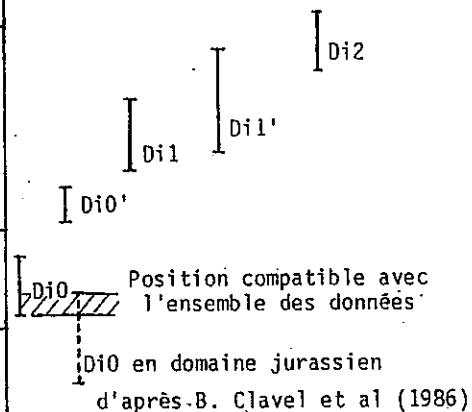 Di2
Di1'
Di1
Di0'
Di0
Position compatible avec
l'ensemble des données
Di0 en domaine jurassien
d'après B. Clavel et al (1986)